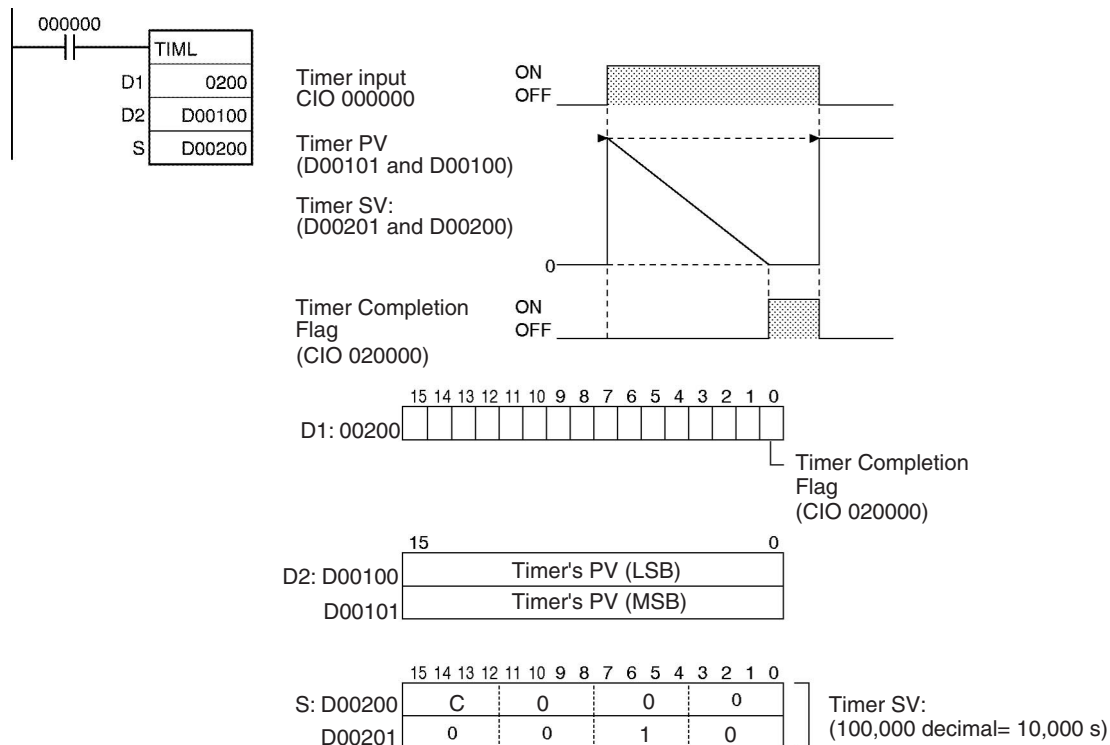 000000
TIML
D1 0200
D2 D00100
S D00200
Timer input
CIO 000000
ON
OFF
Timer PV
(D00101 and D00100)
Timer SV:
(D00201 and D00200)
0
Timer Completion
Flag
(CIO 020000)
ON
OFF
15 14 13 12 11 10 9 8 7 6 5 4 3 2 1 0
D1: 00200
Timer Completion
Flag
(CIO 020000)
15 0
D2: D00100 Timer's PV (LSB)
D00101 Timer's PV (MSB)
15 14 13 12 11 10 9 8 7 6 5 4 3 2 1 0
S: D00200 C 0 0 0
D00201 0 0 1 0
Timer SV:
(100,000 decimal= 10,000 s)